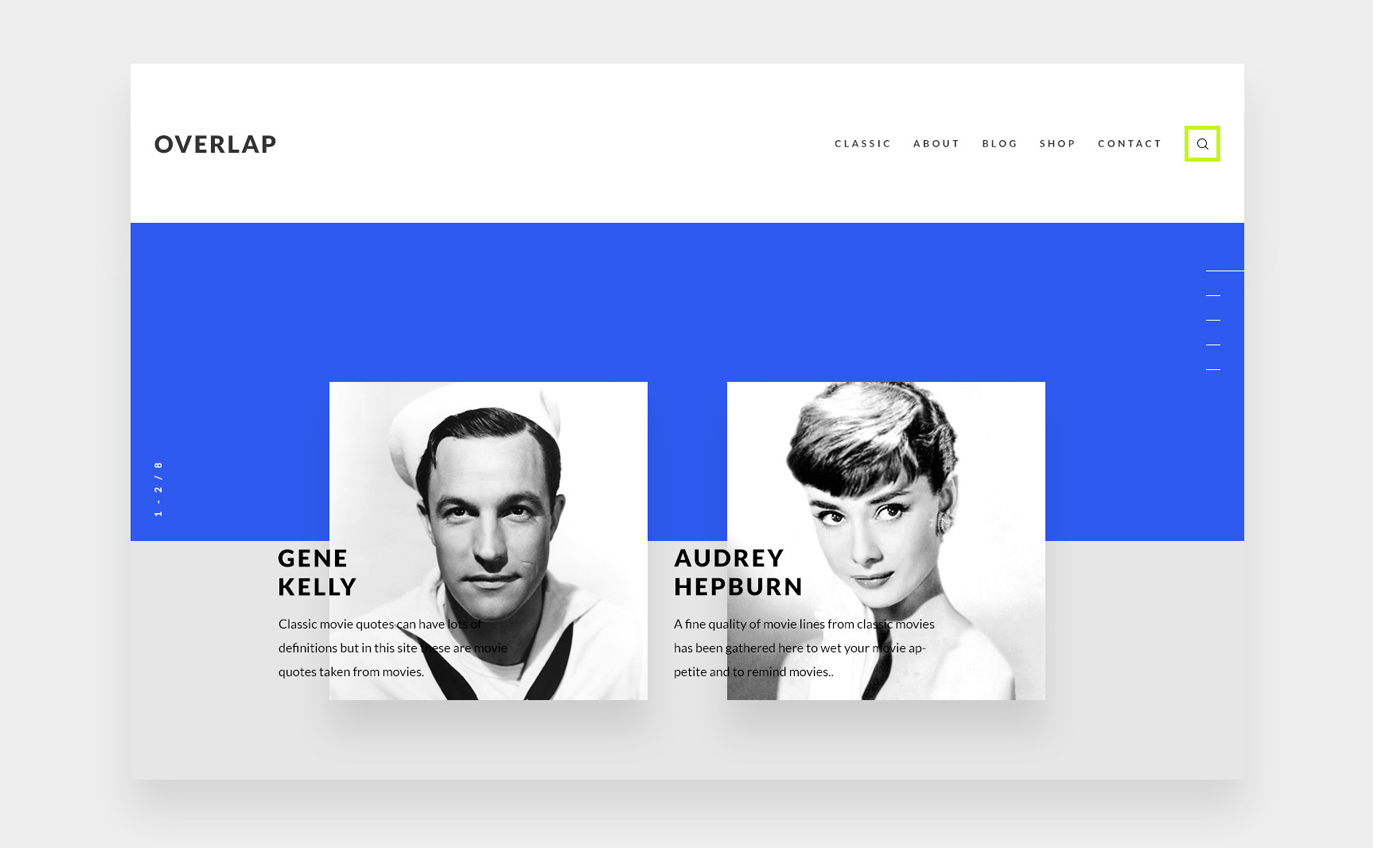 OVERLAP
CLASSIC ABOUT BLOG SHOP CONTACT
1 - 2 / 8
GENE
KELLY
Classic movie quotes can have lots of
definitions but in this site these are movie
quotes taken from movies.
AUDREY
HEPBURN
A fine quality of movie lines from classic movies
has been gathered here to wet your movie ap-
petite and to remind movies..